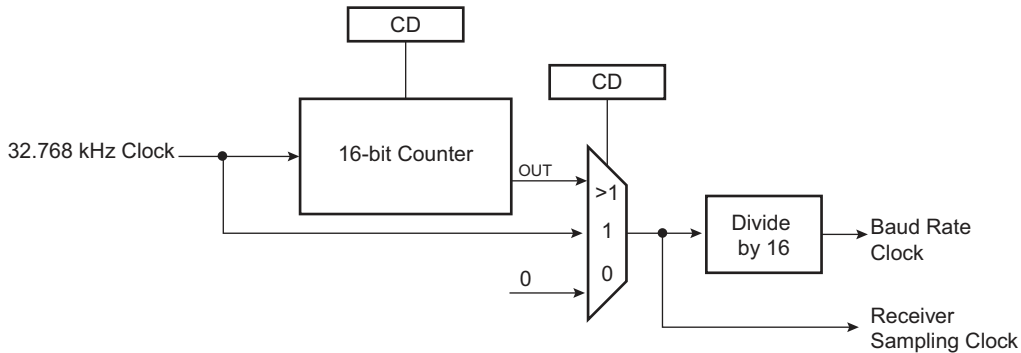 CD
CD
32.768 kHz Clock
16-bit Counter
OUT
>1
1
0
0
Divide
by 16
Baud Rate
Clock
Receiver
Sampling Clock